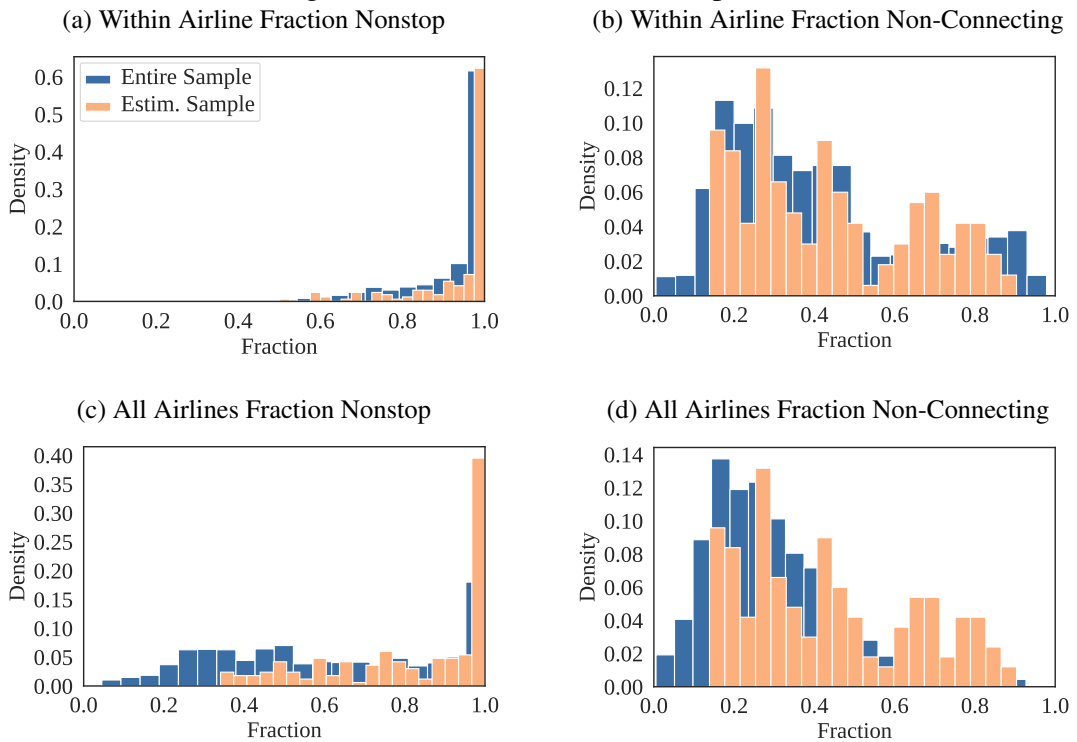 (a) Within Airline Fraction Nonstop
Density
0.6
0.5
0.4
0.3
0.2
0.1
0.0
Entire Sample
Estim. Sample
0.0 0.2 0.4 0.6 0.8 1.0
Fraction
(b) Within Airline Fraction Non-Connecting
Density
0.12
0.10
0.08
0.06
0.04
0.02
0.00
0.0 0.2 0.4 0.6 0.8 1.0
Fraction
(c) All Airlines Fraction Nonstop
Density
0.40
0.35
0.30
0.25
0.20
0.15
0.10
0.05
0.00
0.0 0.2 0.4 0.6 0.8 1.0
Fraction
(d) All Airlines Fraction Non-Connecting
Density
0.14
0.12
0.10
0.08
0.06
0.04
0.02
0.00
0.0 0.2 0.4 0.6 0.8 1.0
Fraction